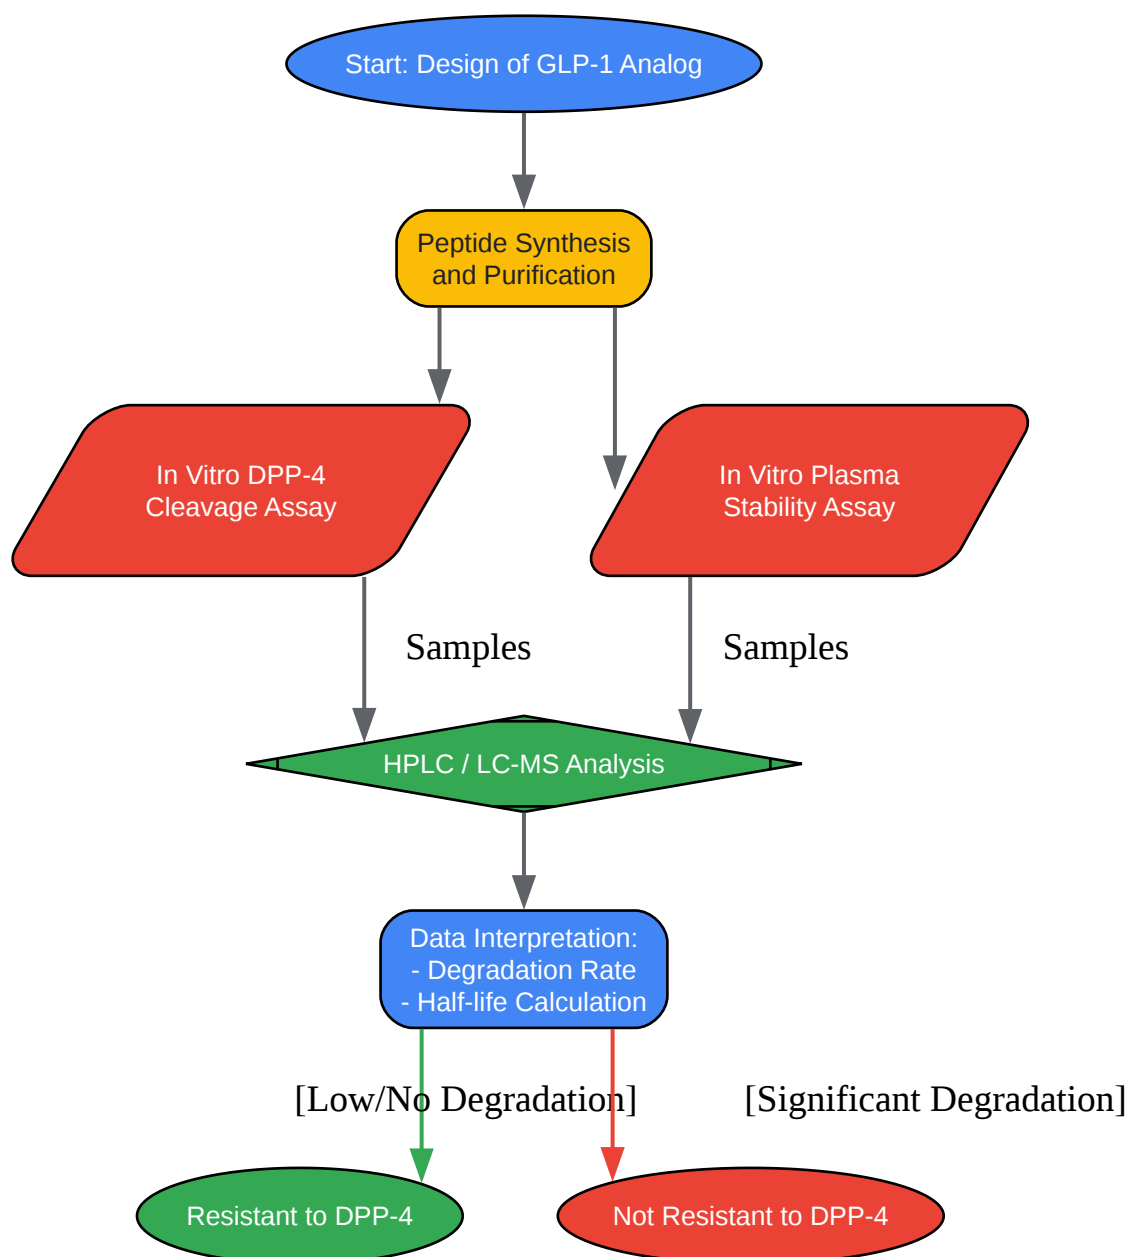 Start: Design of GLP-1 Analog
Peptide Synthesis
and Purification
In Vitro DPP-4
Cleavage Assay
In Vitro Plasma
Stability Assay
Samples
Samples
HPLC / LC-MS Analysis
Data Interpretation:
- Degradation Rate
- Half-life Calculation
[Low/No Degradation]
[Significant Degradation]
Resistant to DPP-4
Not Resistant to DPP-4